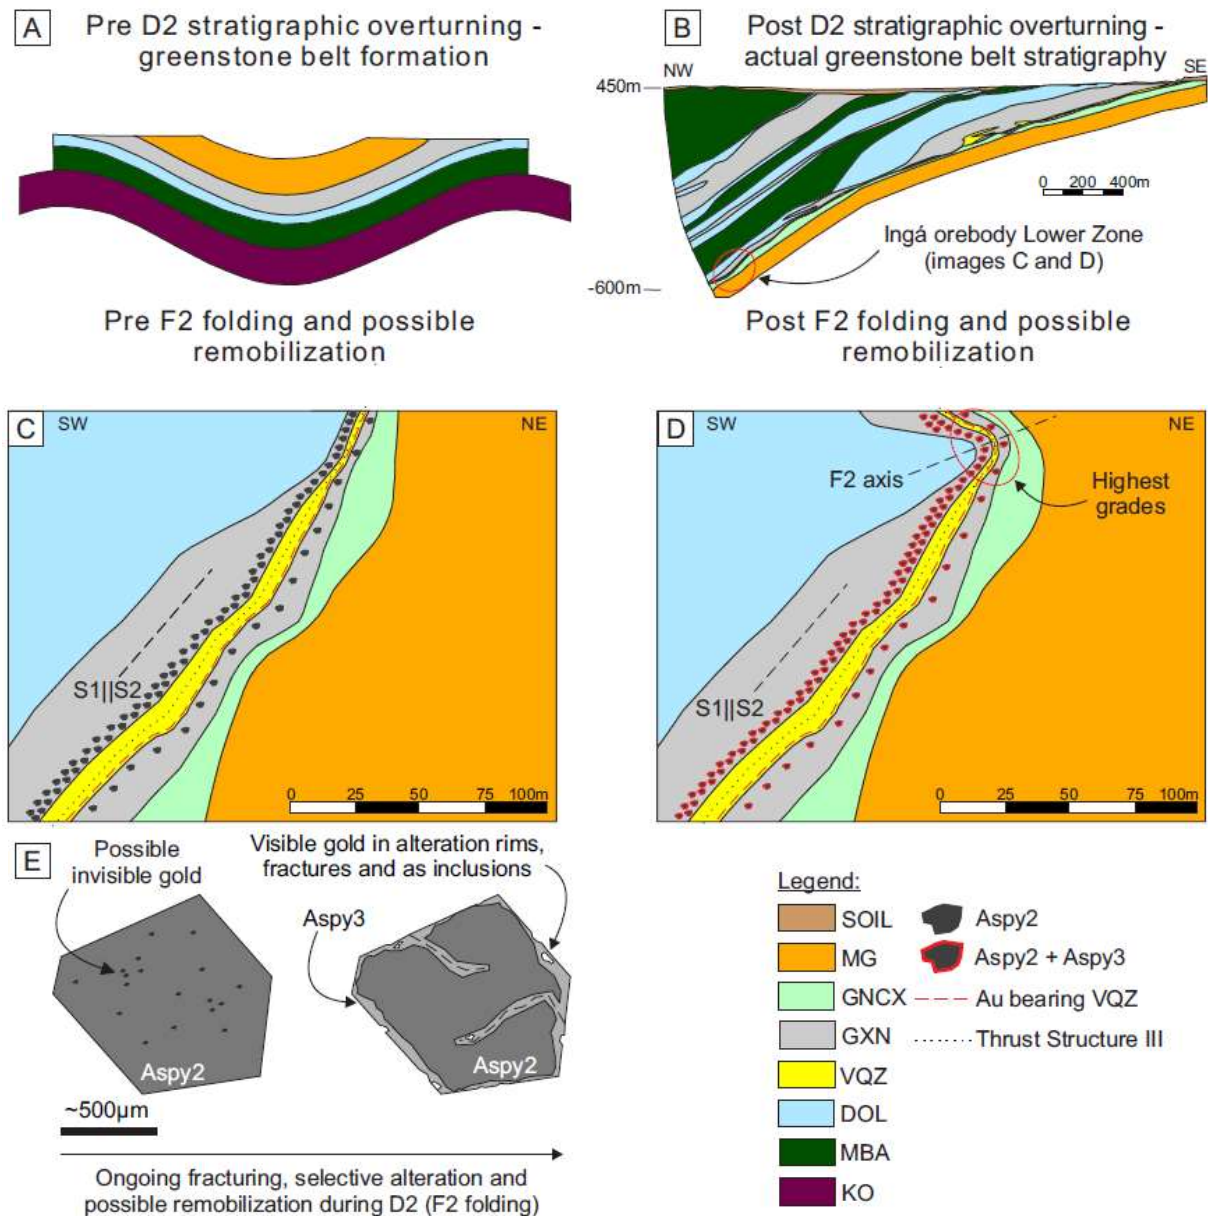 A
Pre D2 stratigraphic overturning -
greenstone belt formation
B
Post D2 stratigraphic overturning -
actual greenstone belt stratigraphy
NW
SE
450m
0 200 400m
Ingá orebody Lower Zone
(images C and D)
-600m
Pre F2 folding and possible
remobilization
Post F2 folding and possible
remobilization
C
SW
NE
S1||S2
0 25 50 75 100m
D
SW
NE
F2 axis
Highest
grades
S1||S2
0 25 50 75 100m
E
Possible
invisible gold
Visible gold in alteration rims,
fractures and as inclusions
Aspy3
Aspy2
Aspy2
~500µm
Ongoing fracturing, selective alteration and
possible remobilization during D2 (F2 folding)
Legend:
SOIL
MG
GNCX
GXN
VQZ
DOL
MBA
KO
Aspy2
Aspy2 + Aspy3
Au bearing VQZ
Thrust Structure III